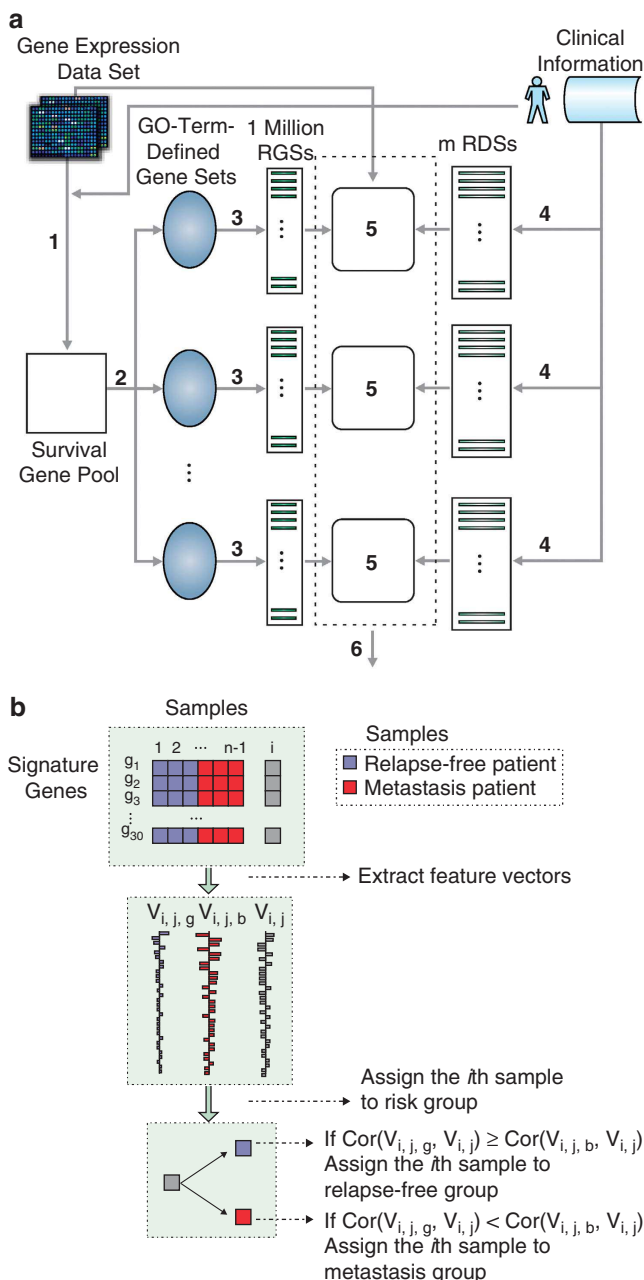 a
Gene Expression
Data Set
Clinical
Information
GO-Term-
Defined
Gene Sets
1 Million
RGSs
m RDSs
1
2
3
5
4
3
5
4
Survival
Gene Pool
⋮
3
5
4
6
b
Samples
Signature
Genes
1 2 ... n-1 i
g1
g2
g3
⋮
g30 ...
Samples
Relapse-free patient
Metastasis patient
Extract feature vectors
Vi, j, g Vi, j, b Vi, j
Assign the ith sample
to risk group
If Cor(Vi, j, g, Vi, j) ≥ Cor(Vi, j, b, Vi, j)
Assign the ith sample to
relapse-free group
If Cor(Vi, j, g, Vi, j) < Cor(Vi, j, b, Vi, j)
Assign the ith sample to
metastasis group